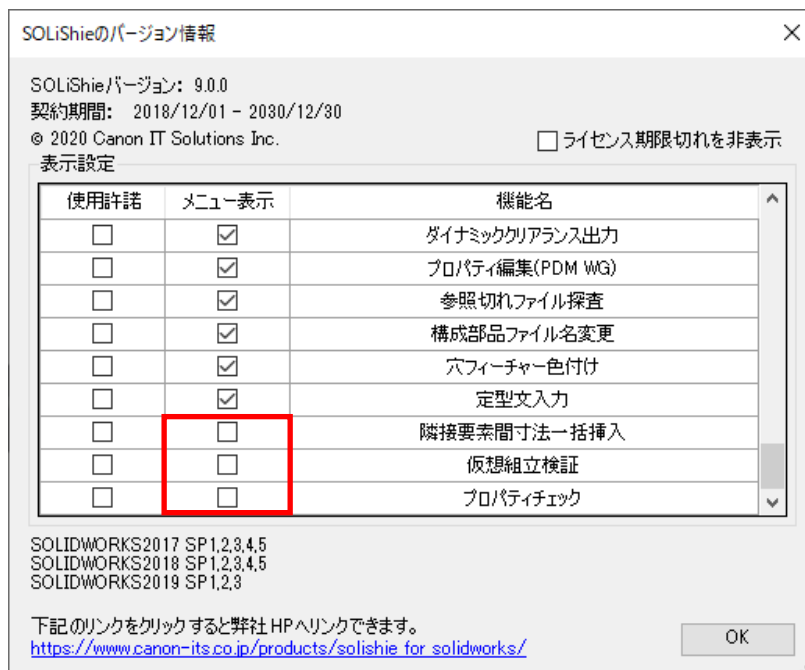 SOLiShieのバージョン情報
SOLiShieバージョン: 9.0.0
契約期間: 2018/12/01 - 2030/12/30
© 2020 Canon IT Solutions Inc.
ライセンス期限切れを非表示
表示設定
使用許諾 メニュー表示 機能名
ダイナミッククリアランス出力
プロパティ編集(PDM WG)
参照切れファイル探査
構成部品ファイル名変更
穴フィーチャー色付け
定型文入力
隣接要素間寸法一括挿入
仮想組立検証
プロパティチェック
SOLIDWORKS2017 SP1,2,3,4,5
SOLIDWORKS2018 SP1,2,3,4,5
SOLIDWORKS2019 SP1,2,3
下記のリンクをクリックすると弊社HPへリンクできます。
https://www.canon-its.co.jp/products/solishie_for_solidworks/
OK